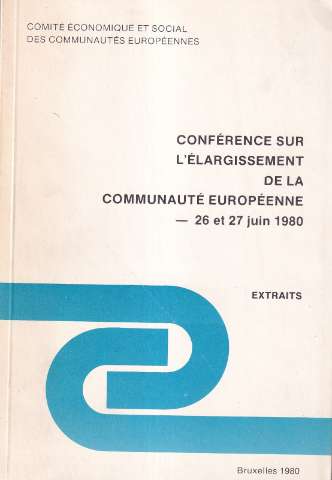 COMITÉ ÉCONOMIQUE ET SOCIAL
DES COMMUNAUTÉS EUROPÉENNES
CONFÉRENCE SUR
L'ÉLARGISSEMENT
DE LA
COMMUNAUTÉ EUROPÉENNE
— 26 et 27 juin 1980
EXTRAITS
Bruxelles 1980